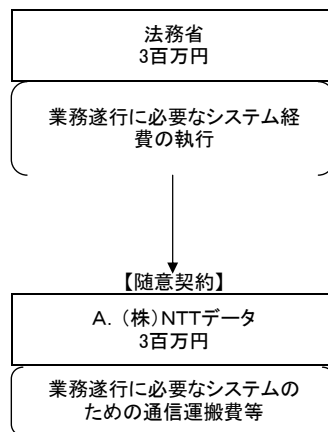 法務省
3百万円
業務遂行に必要なシステム経
費の執行
【随意契約】
A．（株）NTTデータ
3百万円
業務遂行に必要なシステムの
ための通信運搬費等